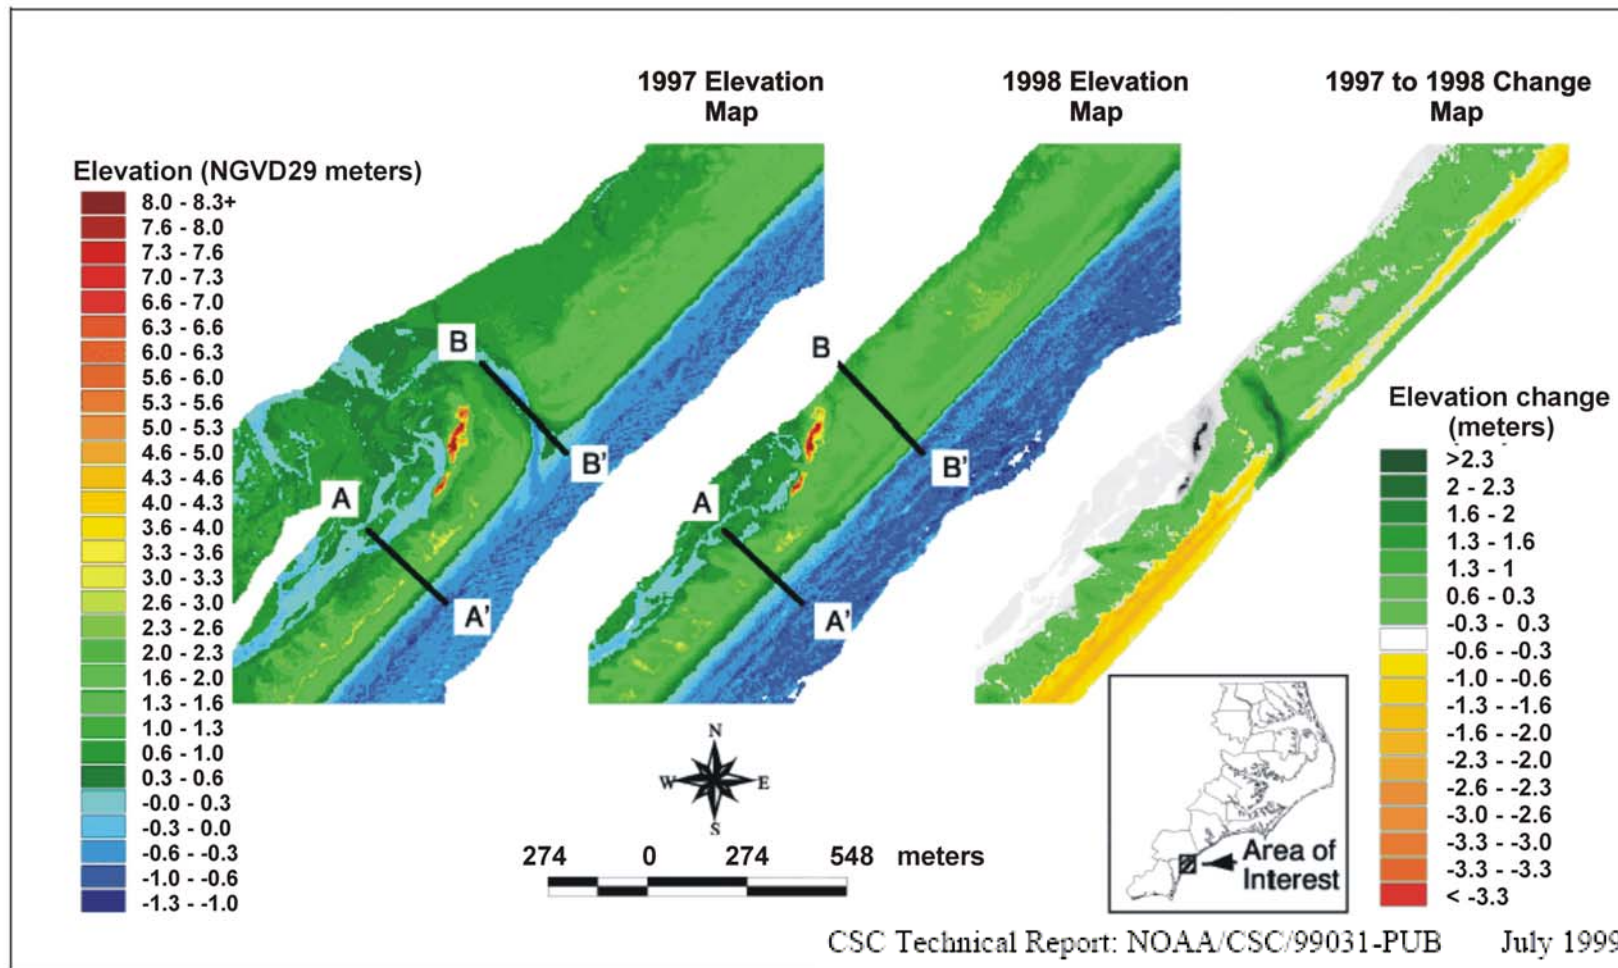 1997 Elevation
Map
1998 Elevation
Map
1997 to 1998 Change
Map
Elevation (NGVD29 meters)
8.0 - 8.3+
7.6 - 8.0
7.3 - 7.6
7.0 - 7.3
6.6 - 7.0
6.3 - 6.6
6.0 - 6.3
5.6 - 6.0
5.3 - 5.6
5.0 - 5.3
4.6 - 5.0
4.3 - 4.6
4.0 - 4.3
3.6 - 4.0
3.3 - 3.6
3.0 - 3.3
2.6 - 3.0
2.3 - 2.6
2.0 - 2.3
1.6 - 2.0
1.3 - 1.6
1.0 - 1.3
0.6 - 1.0
0.3 - 0.6
-0.0 - 0.3
-0.3 - 0.0
-0.6 - -0.3
-1.0 - -0.6
-1.3 - -1.0
B
B'
A
A'
B
B'
A
A'
Elevation change
(meters)
>2.3
2 - 2.3
1.6 - 2
1.3 - 1.6
1.3 - 1
0.6 - 0.3
-0.3 - 0.3
-0.6 - -0.3
-1.0 - -0.6
-1.3 - -1.6
-1.6 - -2.0
-2.3 - -2.0
-2.6 - -2.3
-3.0 - -2.6
-3.3 - -3.0
-3.3 - -3.3
< -3.3
N
W E
S
274 0 274 548 meters
Area of
Interest
CSC Technical Report: NOAA/CSC/99031-PUB July 1999